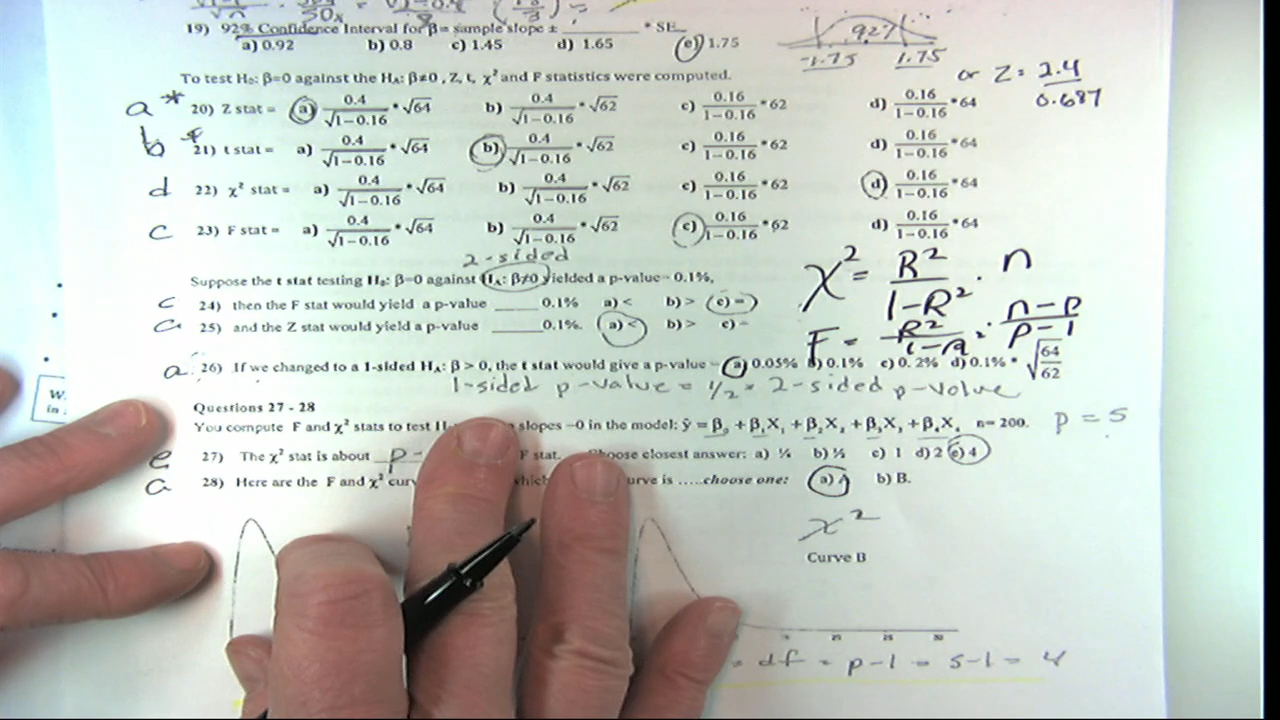 19) 92% Confidence Interval for β= sample slope ± ________ * SE
a) 0.92 b) 0.8 c) 1.45 d) 1.65 e) 1.75
92%
-1.75 1.75
To test H₀: β=0 against the Hₐ: β≠0 , Z, t, χ² and F statistics were computed.
or Z = 2.4 / 0.687
a* 20) Z stat = a) 0.4/√(1−0.16) * √64 b) 0.4/√(1−0.16) * √62 c) 0.16/(1−0.16) *62 d) 0.16/(1−0.16) *64
b 21) t stat = a) 0.4/√(1−0.16) * √64 b) 0.4/√(1−0.16) * √62 c) 0.16/(1−0.16) *62 d) 0.16/(1−0.16) *64
d 22) χ² stat = a) 0.4/√(1−0.16) * √64 b) 0.4/√(1−0.16) * √62 c) 0.16/(1−0.16) *62 d) 0.16/(1−0.16) *64
c 23) F stat = a) 0.4/√(1−0.16) * √64 b) 0.4/√(1−0.16) * √62 c) 0.16/(1−0.16) *62 d) 0.16/(1−0.16) *64
2-sided
Suppose the t stat testing H₀: β=0 against Hₐ: β≠0 yielded a p-value= 0.1%,
χ² = R²/(1-R²) · n
c 24) then the F stat would yield a p-value ______ 0.1% a) < b) > c) =
25) and the Z stat would yield a p-value ______ 0.1%. a) < b) > c) =
F = R²/(1-R²) · (n-p)/(p-1)
a 26) If we changed to a 1-sided Hₐ: β > 0, the t stat would give a p-value = a) 0.05% b) 0.1% c) 0.2% d) 0.1% * √(64/62)
1-sided p-value = 1/2 * 2-sided p-value
Questions 27 - 28
You compute F and χ² stats to test H slopes =0 in the model: ŷ = β₀ + β₁X₁ + β₂X₂ + β₃X₃ + β₄X₄ n= 200. p = 5
e 27) The χ² stat is about p- F stat. Choose closest answer: a) ¼ b) ½ c) 1 d) 2 e) 4
a 28) Here are the F and χ² which curve is .....choose one: a) A b) B.
χ²
Curve B
25 30
= df = p-1 = 5-1 = 4